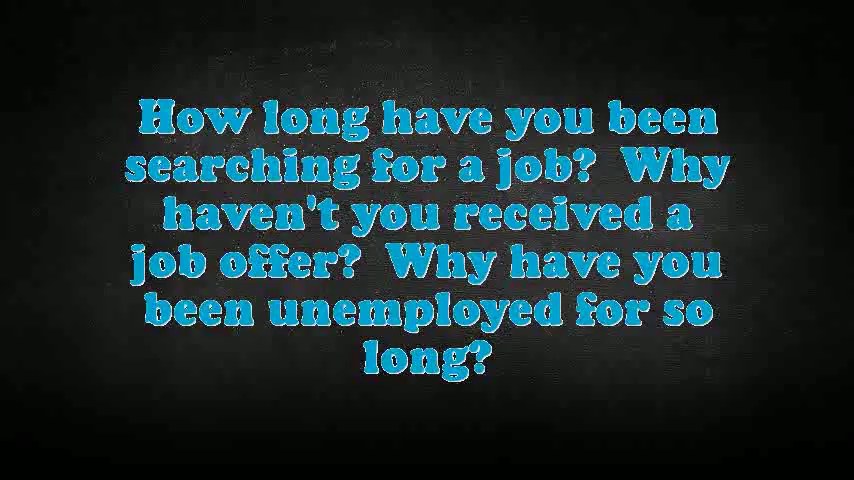 How long have you been
searching for a job?  Why
haven't you received a
job offer?  Why have you
been unemployed for so
long?